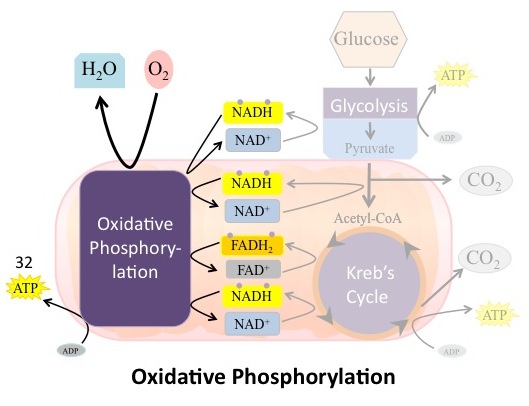 Glucose
H₂O
O₂
ATP
NADH
Glycolysis
NAD⁺
ADP
Pyruvate
NADH
CO₂
NAD⁺
Acetyl-CoA
Oxidative
Phosphory-
lation
FADH₂
CO₂
FAD⁺
Kreb's
Cycle
32
ATP
NADH
NAD⁺
ATP
ADP
ADP
Oxidative Phosphorylation